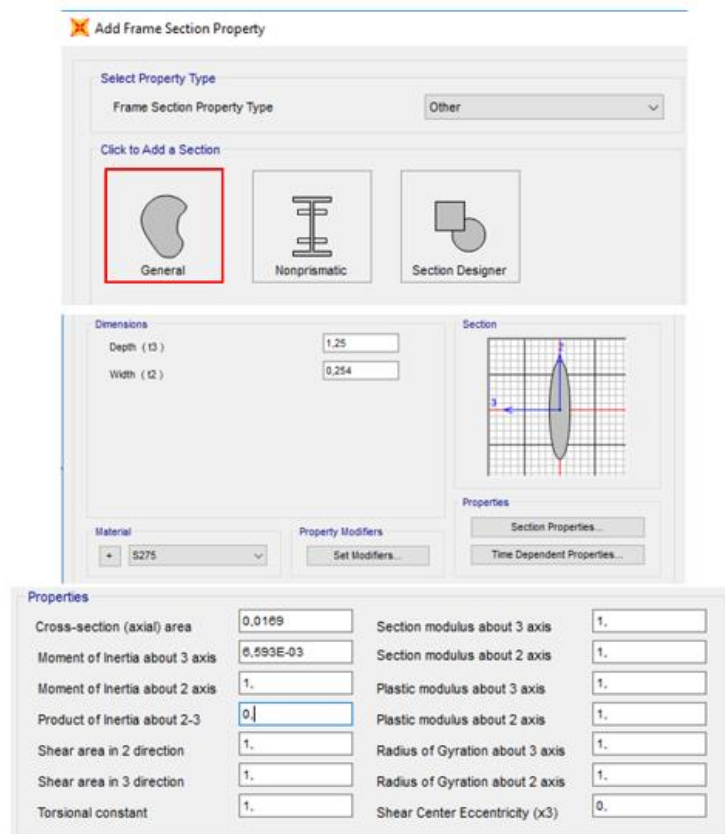 Add Frame Section Property
Select Property Type
Frame Section Property Type Other
Click to Add a Section
General Nonprismatic Section Designer
Dimensions
Depth ( t3 ) 1,25
Width ( t2 ) 0,254
Section
2
3
Properties
Section Properties...
Time Dependent Properties...
Material
+ S275
Property Modifiers
Set Modifiers...
Properties
Cross-section (axial) area 0,0169 Section modulus about 3 axis 1,
Moment of Inertia about 3 axis 6,593E-03 Section modulus about 2 axis 1,
Moment of Inertia about 2 axis 1, Plastic modulus about 3 axis 1,
Product of Inertia about 2-3 0, Plastic modulus about 2 axis 1,
Shear area in 2 direction 1, Radius of Gyration about 3 axis 1,
Shear area in 3 direction 1, Radius of Gyration about 2 axis 1,
Torsional constant 1, Shear Center Eccentricity (x3) 0,